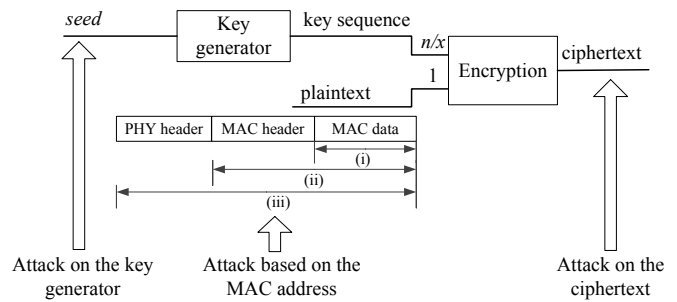 seed
Key
generator
key sequence
n/x
1
Encryption
ciphertext
plaintext
PHY header
MAC header
MAC data
(i)
(ii)
(iii)
Attack on the key
generator
Attack based on the
MAC address
Attack on the
ciphertext